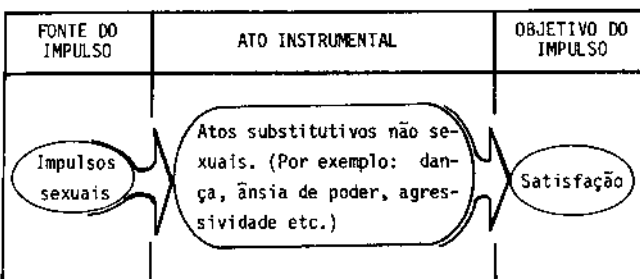 FONTE DO
IMPULSO
ATO INSTRUMENTAL
OBJETIVO DO
IMPULSO
Impulsos
sexuais
Atos substitutivos não se-
xuais. (Por exemplo: dan-
ça, ânsia de poder, agres-
sividade etc.)
Satisfação